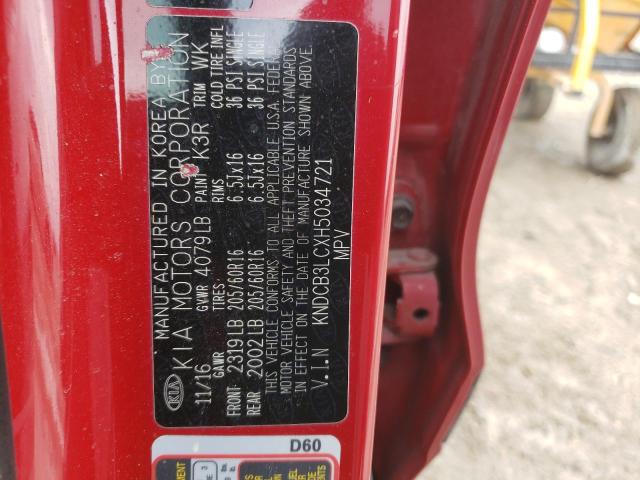 MANUFACTURED IN KOREA BY
KIA KIA MOTORS CORPORATION
11/16 GVWR 4079LB PAINT K3R TRIM WK
GAWR TIRES RIMS COLD TIRE INFL
FRONT 2319LB 205/60R16 6.5Jx16 36 PSI SINGLE
REAR 2002LB 205/60R16 6.5Jx16 36 PSI SINGLE
THIS VEHICLE CONFORMS TO ALL APPLICABLE U.S.A. FEDERAL
MOTOR VEHICLE SAFETY AND THEFT PREVENTION STANDARDS
IN EFFECT ON THE DATE OF MANUFACTURE SHOWN ABOVE.
V.I.N KNDCB3LCXH5034721
MPV
D60